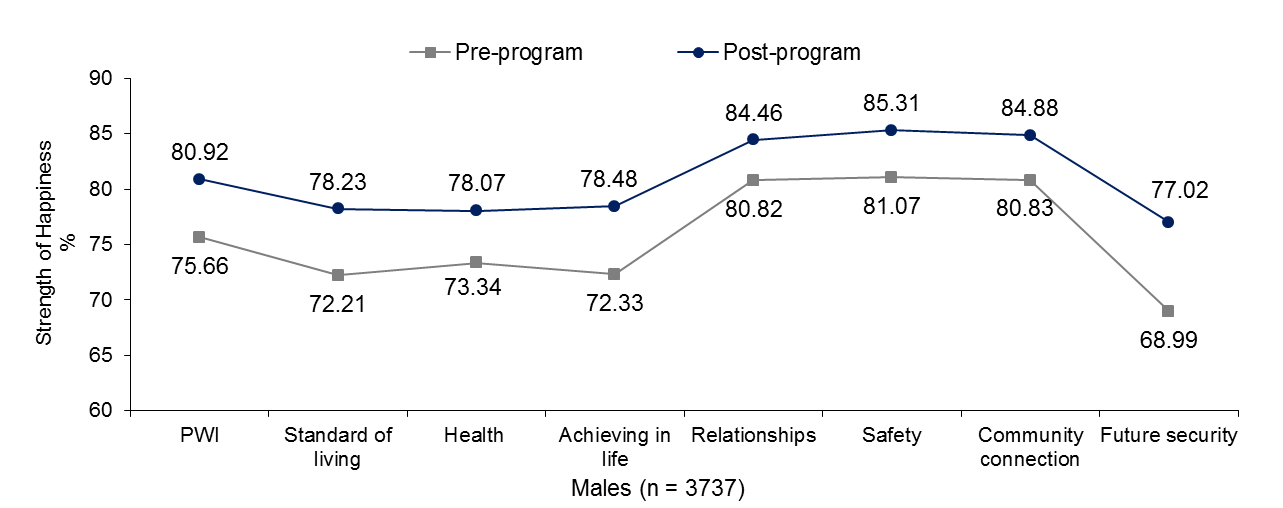 Pre-program
Post-program
Strength of Happiness
%
90
85
80
75
70
65
60
80.92
78.23
78.07
78.48
84.46
85.31
84.88
77.02
75.66
72.21
73.34
72.33
80.82
81.07
80.83
68.99
PWI
Standard of
living
Health
Achieving in
life
Relationships
Safety
Community
connection
Future security
Males (n = 3737)